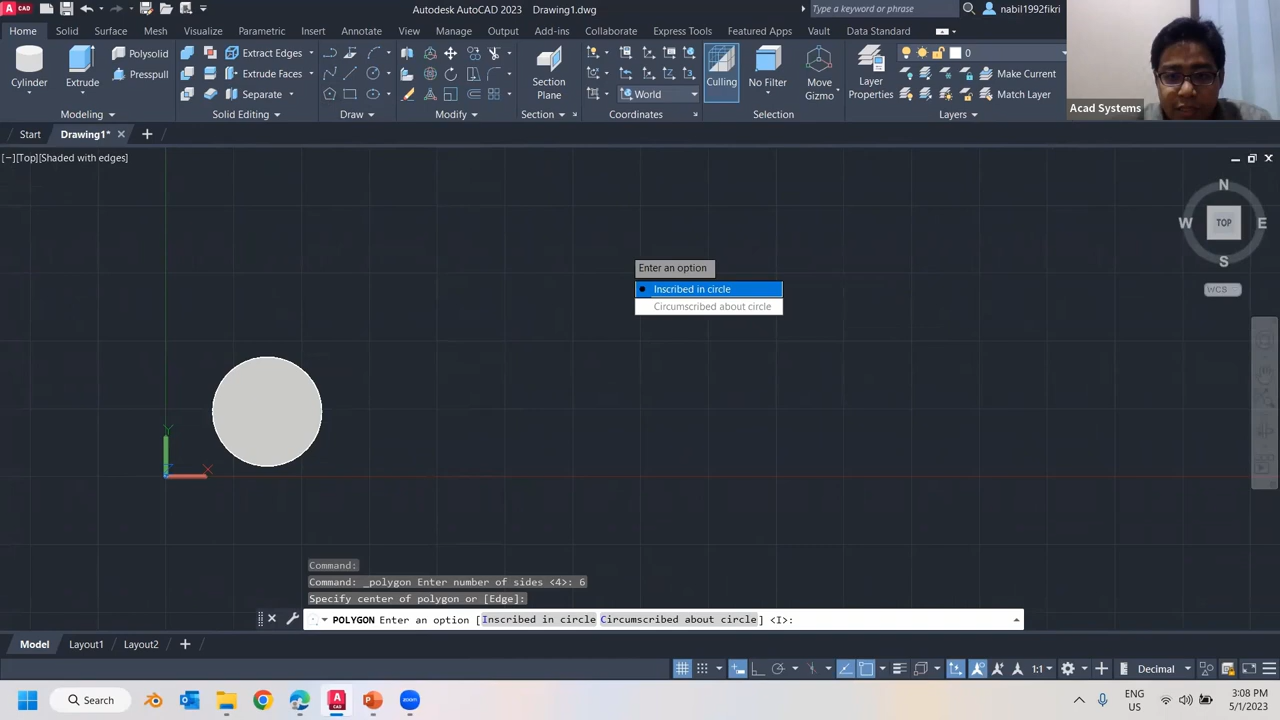 CAD
Autodesk AutoCAD 2023 Drawing1.dwg
Type a keyword or phrase
nabil1992fikri
Home Solid Surface Mesh Visualize Parametric Insert Annotate View Manage Output Add-ins Collaborate Express Tools Featured Apps Vault Data Standard
Polysolid
Presspull
Cylinder
Extrude
Extract Edges
Extrude Faces
Separate
Section
Plane
World
Culling
No Filter
Move
Gizmo
Layer
Properties
0
Make Current
Match Layer
Modeling
Solid Editing
Draw
Modify
Section
Coordinates
Selection
Layers
Acad Systems
Start
Drawing1*
[−][Top][Shaded with edges]
N
W
TOP
E
S
WCS
Enter an option
Inscribed in circle
Circumscribed about circle
Y
X
Command:
Command: _polygon Enter number of sides <4>: 6
Specify center of polygon or [Edge]:
POLYGON Enter an option [Inscribed in circle Circumscribed about circle] <I>:
Model Layout1 Layout2
1:1
Decimal
Search
zoom
ENG
US
3:08 PM
5/1/2023